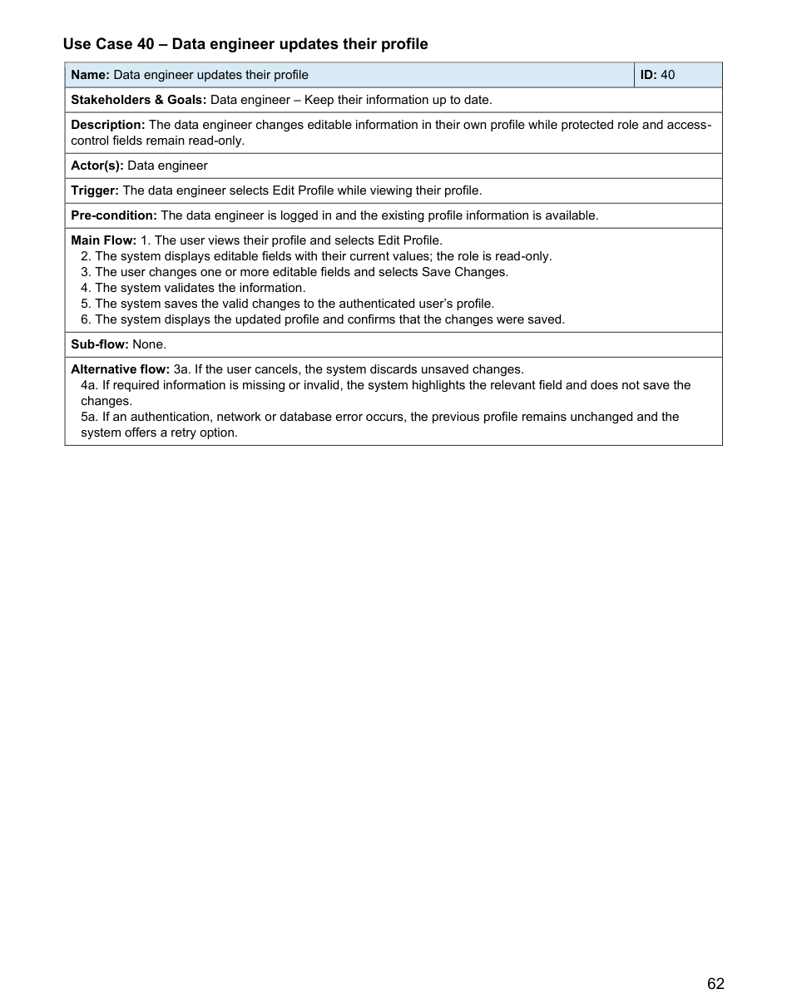 Use Case 40 – Data engineer updates their profile
Name: Data engineer updates their profile ID: 40
Stakeholders & Goals: Data engineer – Keep their information up to date.
Description: The data engineer changes editable information in their own profile while protected role and access-
control fields remain read-only.
Actor(s): Data engineer
Trigger: The data engineer selects Edit Profile while viewing their profile.
Pre-condition: The data engineer is logged in and the existing profile information is available.
Main Flow: 1. The user views their profile and selects Edit Profile.
2. The system displays editable fields with their current values; the role is read-only.
3. The user changes one or more editable fields and selects Save Changes.
4. The system validates the information.
5. The system saves the valid changes to the authenticated user’s profile.
6. The system displays the updated profile and confirms that the changes were saved.
Sub-flow: None.
Alternative flow: 3a. If the user cancels, the system discards unsaved changes.
4a. If required information is missing or invalid, the system highlights the relevant field and does not save the
changes.
5a. If an authentication, network or database error occurs, the previous profile remains unchanged and the
system offers a retry option.
62